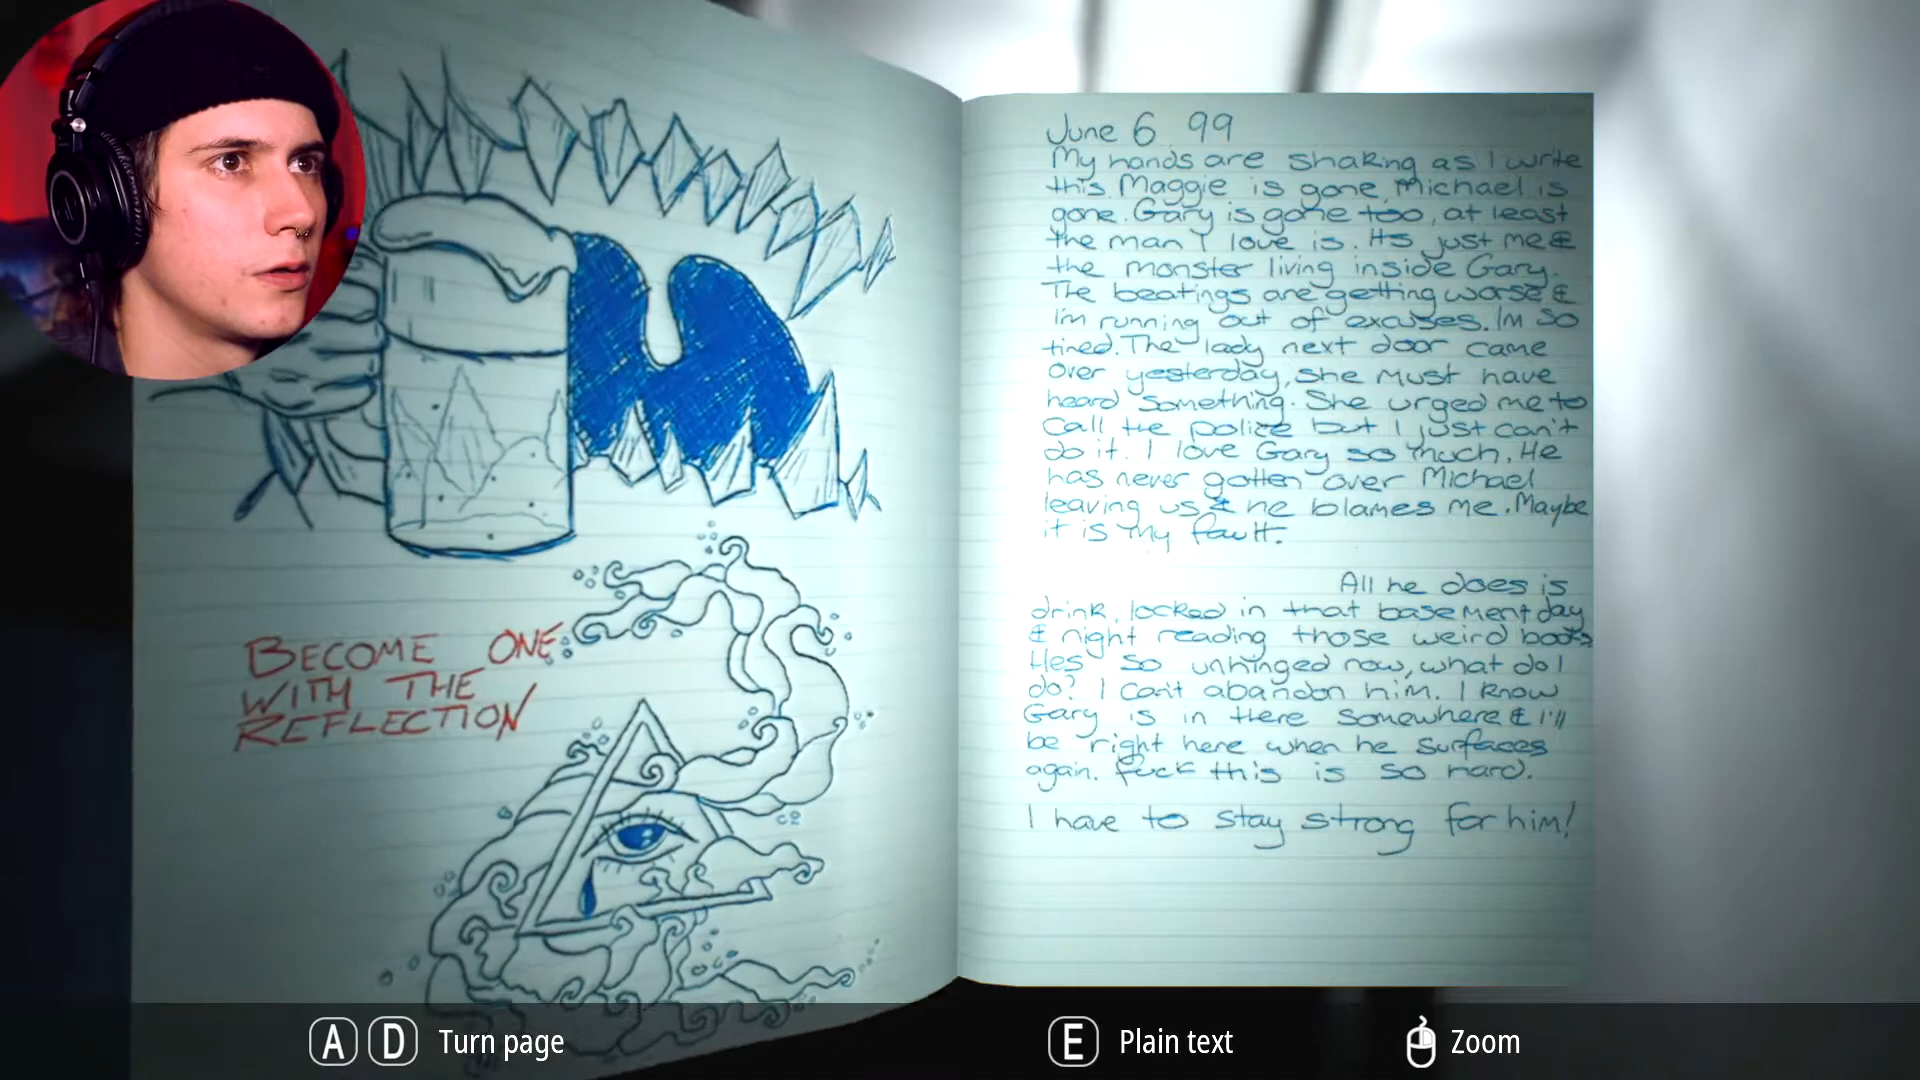 BECOME ONE
WITH THE
REFLECTION
June 6 99
My hands are shaking as I write
this. Maggie is gone, Michael is
gone. Gary is gone too, at least
the man I love is. Its just me &
the monster living inside Gary.
The beatings are getting worse &
I'm running out of excuses. Im so
tired. The lady next door came
over yesterday, she must have
heard something. She urged me to
call the police but I just can't
do it. I love Gary so much. He
has never gotten over Michael
leaving us & he blames me. Maybe
it is my fault.
All he does is
drink, locked in that basement day
& night reading those weird books
Hes so unhinged now, what do I
do? I can't abandon him. I know
Gary is in there somewhere & I'll
be right here when he surfaces
again. fuck this is so hard.
I have to stay strong for him!
A D Turn page
E Plain text
Zoom